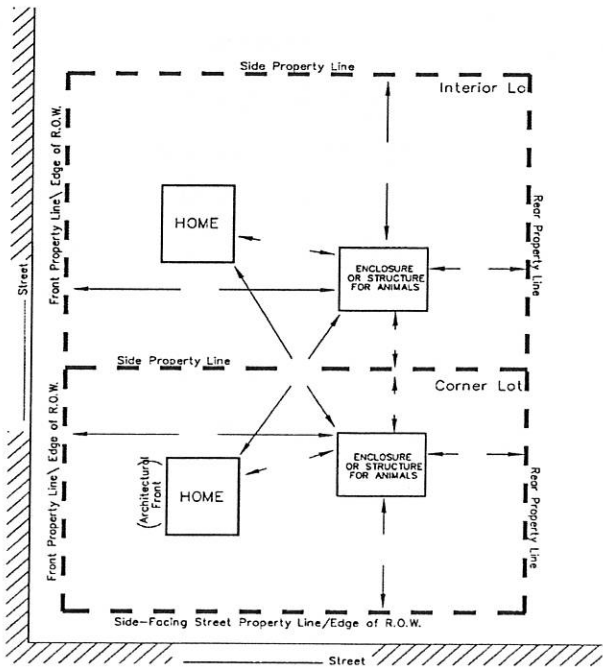 Side Property Line
Interior Lo
Front Property Line\ Edge of R.O.W.
Rear Property Line
HOME
ENCLOSURE
OR STRUCTURE
FOR ANIMALS
Street
Side Property Line
Corner Lot
Front Property Line\ Edge of R.O.W.
Rear Property Line
(Architectural
Front)
HOME
ENCLOSURE
OR STRUCTURE
FOR ANIMALS
Side-Facing Street Property Line/Edge of R.O.W.
Street